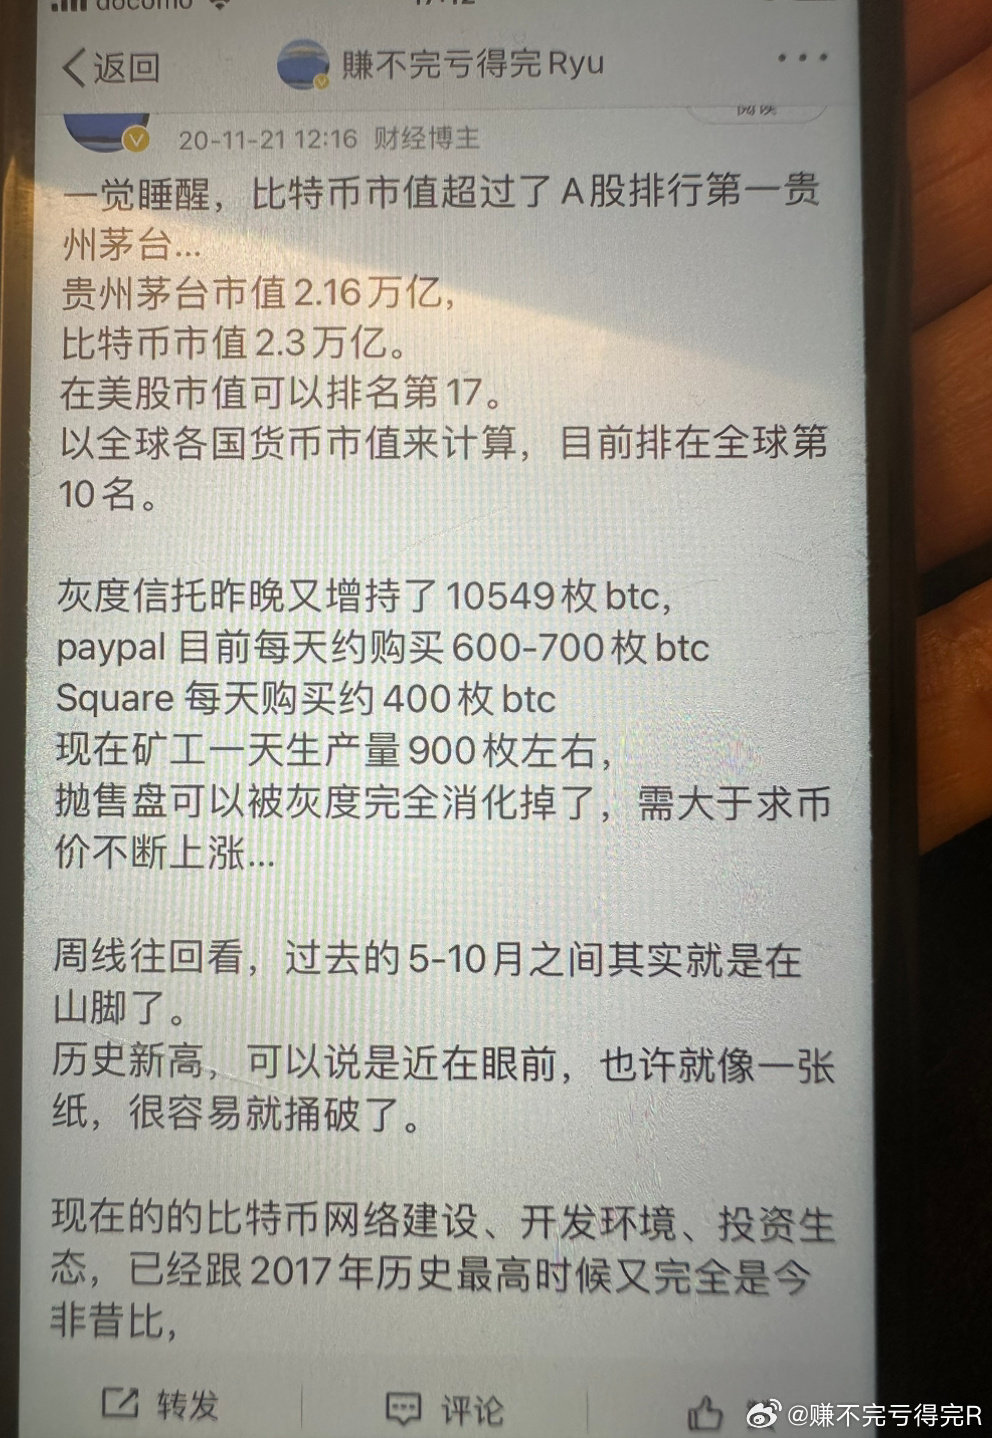 docomo
返回
賺不完亏得完Ryu
阅读
20-11-21 12:16 财经博主
一觉睡醒，比特币市值超过了A股排行第一贵
州茅台...
贵州茅台市值2.16万亿，
比特币市值2.3万亿。
在美股市值可以排名第17。
以全球各国货币市值来计算，目前排在全球第
10名。
灰度信托昨晚又增持了10549枚btc，
paypal 目前每天约购买600-700枚btc
Square 每天购买约400枚btc
现在矿工一天生产量900枚左右，
抛售盘可以被灰度完全消化掉了，需大于求币
价不断上涨...
周线往回看，过去的5-10月之间其实就是在
山脚了。
历史新高，可以说是近在眼前，也许就像一张
纸，很容易就捅破了。
现在的的比特币网络建设、开发环境、投资生
态，已经跟2017年历史最高时候又完全是今
非昔比，
转发
评论
@賺不完亏得完R